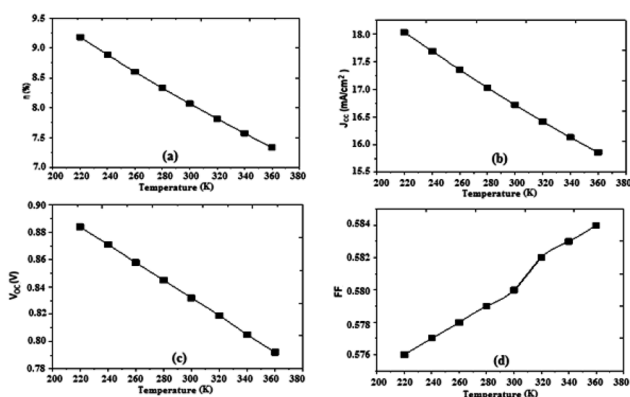 9.5
9.0
8.5
8.0
7.5
7.0
η (%)
(a)
200 220 240 260 280 300 320 340 360 380
Temperature (K)
18.0
17.5
17.0
16.5
16.0
15.5
J_CC (mA/cm²)
(b)
200 220 240 260 280 300 320 340 360 380
Temperature (K)
0.90
0.88
0.86
0.84
0.82
0.80
0.78
V_OC (V)
(c)
200 220 240 260 280 300 320 340 360 380
Temperature (K)
0.584
0.582
0.580
0.578
0.576
FF
(d)
200 220 240 260 280 300 320 340 360 380
Temperature (K)